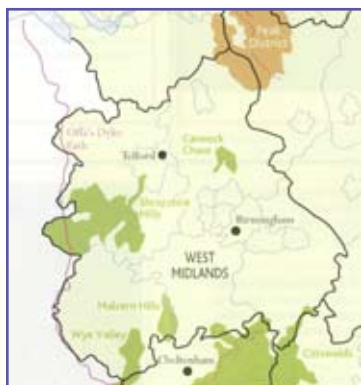 Peak
District
Offa's Dyke
Path
Cannock
Chase
Telford
Shropshire
Hills
Birmingham
WEST
MIDLANDS
Malvern Hills
Wye Valley
Cotswolds
Cheltenham